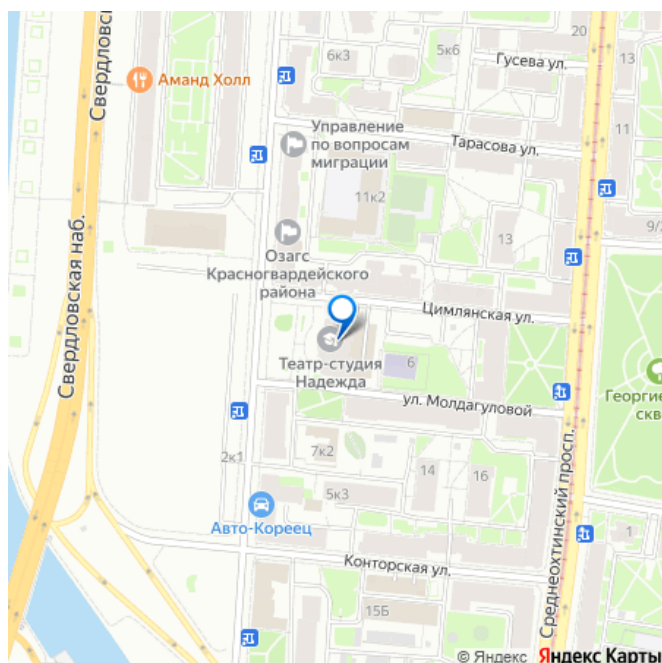 20
Гусева ул.
13
6к3
5к6
Свердловск
Аманд Холл
Управление
по вопросам
миграции
Тарасова ул.
11
11к2
13
9/2
Озагс
Красногвардейского
района
Свердловская наб.
Цимлянская ул.
Театр-студия
Надежда
6
ул. Молдагуловой
Георгие
скв
7к2
2к1
14
16
5к3
Авто-Кореец
Среднеохтинский просп.
1
Конторская ул.
15Б
© Яндекс Яндекс Карты